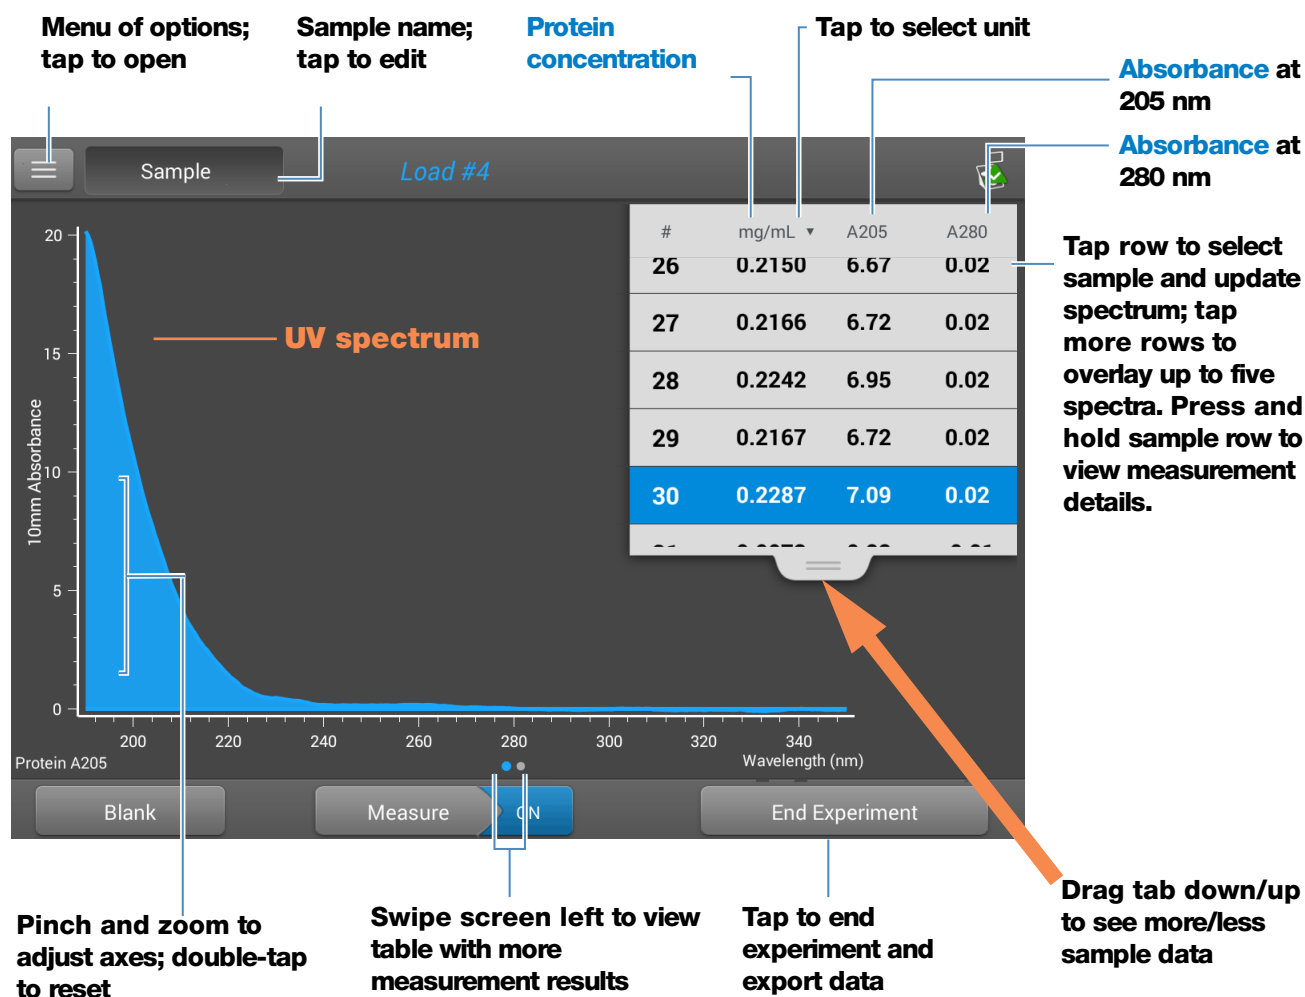 Menu of options;
tap to open
Sample name;
tap to edit
Protein
concentration
Tap to select unit
Absorbance at
205 nm
Absorbance at
280 nm
Sample
Load #4
# mg/mL ▼ A205 A280
26 0.2150 6.67 0.02
27 0.2166 6.72 0.02
28 0.2242 6.95 0.02
29 0.2167 6.72 0.02
30 0.2287 7.09 0.02
Tap row to select
sample and update
spectrum; tap
more rows to
overlay up to five
spectra. Press and
hold sample row to
view measurement
details.
UV spectrum
10mm Absorbance
20
15
10
5
0
200 220 240 260 280 300 320 340
Protein A205
Wavelength (nm)
Blank
Measure
ON
End Experiment
Pinch and zoom to
adjust axes; double-tap
to reset
Swipe screen left to view
table with more
measurement results
Tap to end
experiment and
export data
Drag tab down/up
to see more/less
sample data